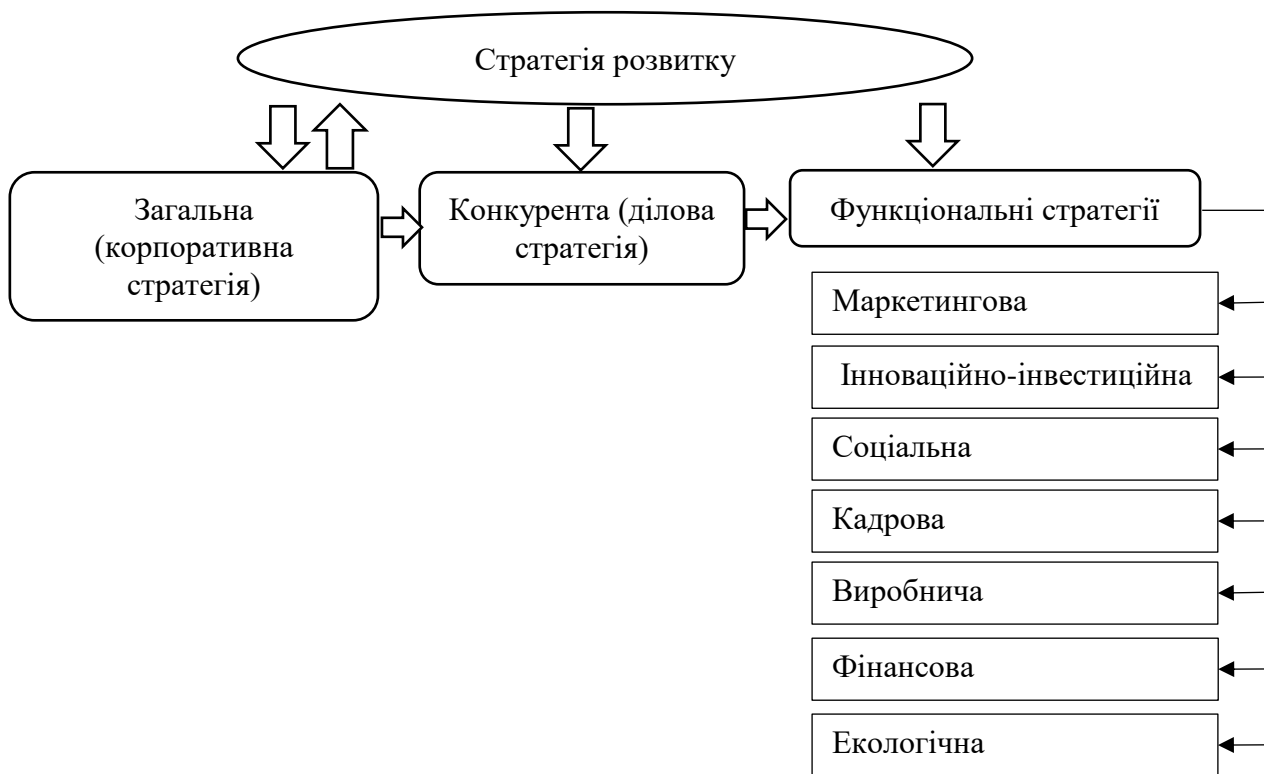 Стратегія розвитку
Загальна
(корпоративна
стратегія)
Конкурента (ділова
стратегія)
Функціональні стратегії
Маркетингова
Інноваційно-інвестиційна
Соціальна
Кадрова
Виробнича
Фінансова
Екологічна